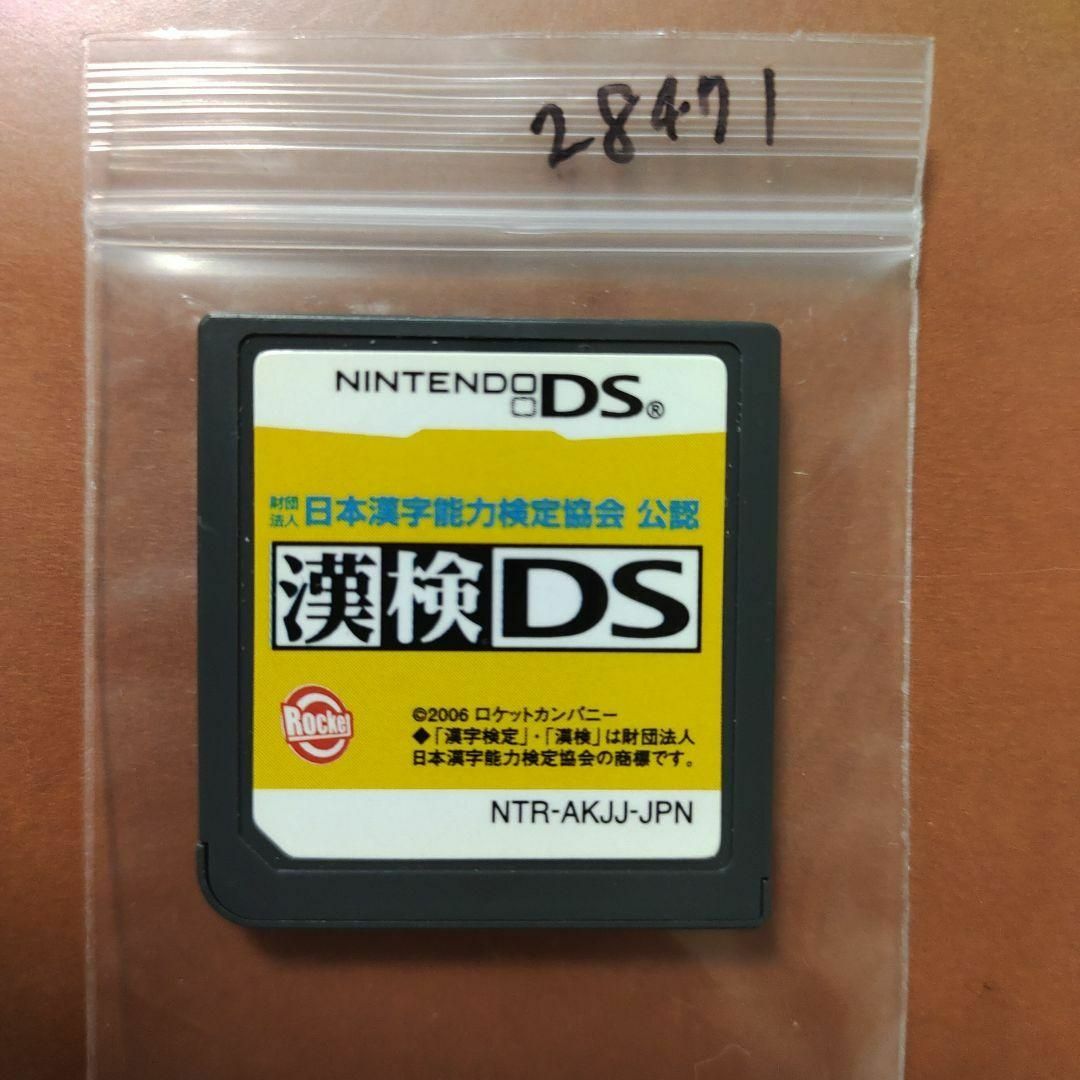 28471
NINTENDO DS®
財団法人 日本漢字能力検定協会 公認
漢検DS
Rocket
©2006 ロケットカンパニー
◆「漢字検定」・「漢検」は財団法人
日本漢字能力検定協会の商標です。
NTR-AKJJ-JPN